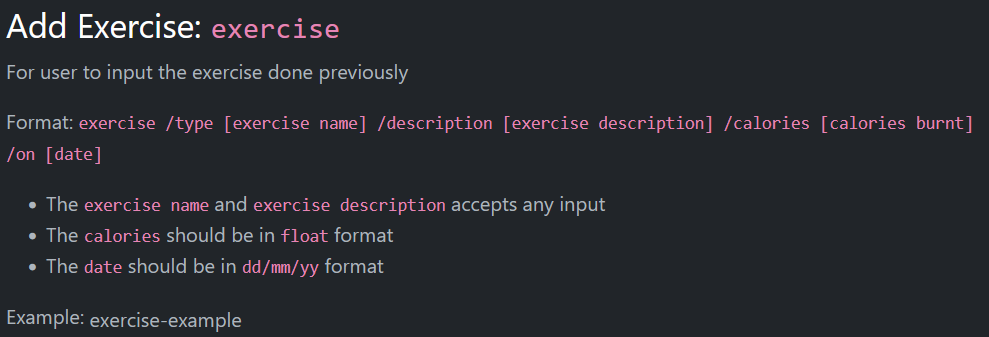 Add Exercise: exercise
For user to input the exercise done previously
Format: exercise /type [exercise name] /description [exercise description] /calories [calories burnt]
/on [date]
• The exercise name and exercise description accepts any input
• The calories should be in float format
• The date should be in dd/mm/yy format
Example: exercise-example